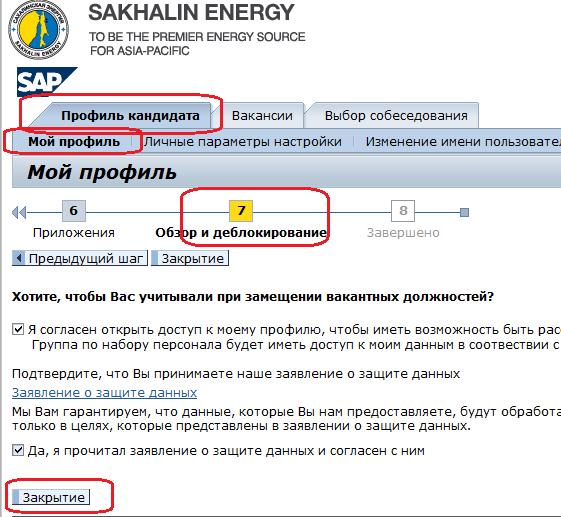 САХАЛИНСКАЯ ЭНЕРГИЯ
SAKHALIN ENERGY
SAKHALIN ENERGY
TO BE THE PREMIER ENERGY SOURCE
FOR ASIA-PACIFIC
SAP
Профиль кандидата Вакансии Выбор собеседования
Мой профиль Личные параметры настройки Изменение имени пользовател
Мой профиль
6 7 8
Приложения Обзор и деблокирование Завершено
Предыдущий шаг Закрытие
Хотите, чтобы Вас учитывали при замещении вакантных должностей?
Я согласен открыть доступ к моему профилю, чтобы иметь возможность быть рас
Группа по набору персонала будет иметь доступ к моим данным в соотвествии с
Подтвердите, что Вы принимаете наше заявление о защите данных
Заявление о защите данных
Мы Вам гарантируем, что данные, которые Вы нам предоставляете, будут обработа
только в целях, которые представлены в заявлении о защите данных.
Да, я прочитал заявление о защите данных и согласен с ним
Закрытие